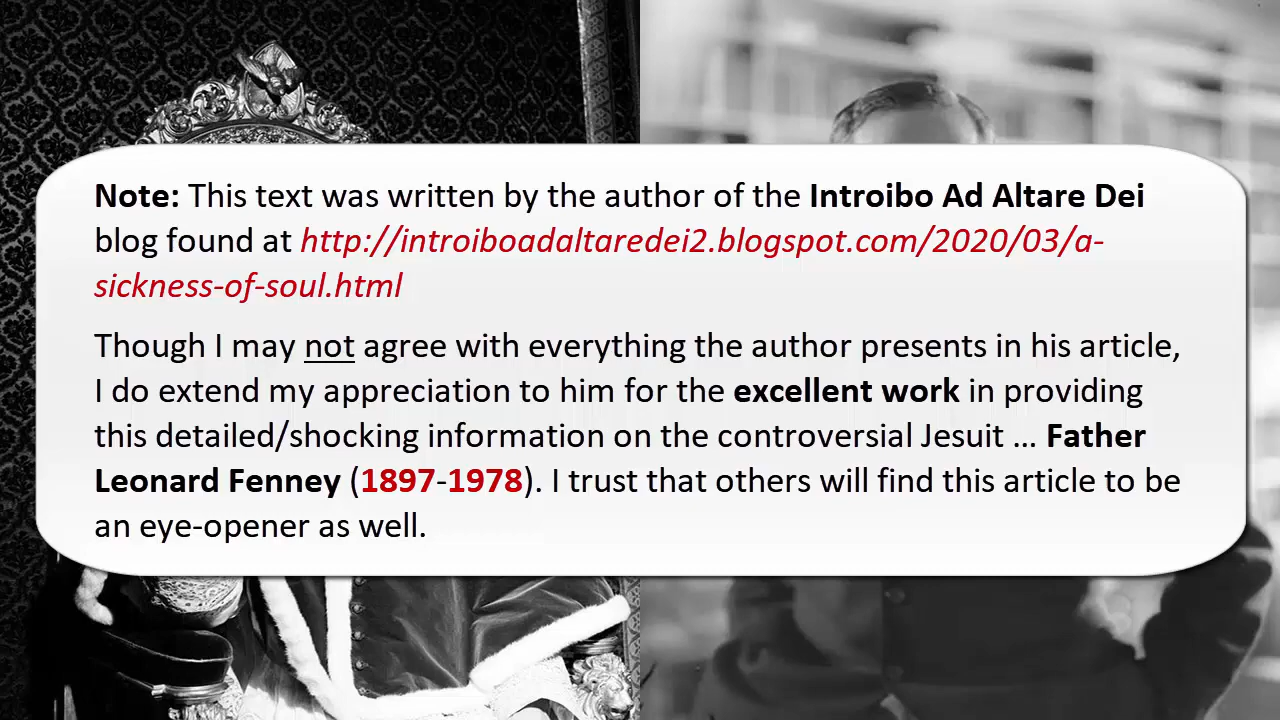 Note: This text was written by the author of the Introibo Ad Altare Dei
blog found at http://introiboadaltaredei2.blogspot.com/2020/03/a-
sickness-of-soul.html
Though I may not agree with everything the author presents in his article,
I do extend my appreciation to him for the excellent work in providing
this detailed/shocking information on the controversial Jesuit ... Father
Leonard Fenney (1897-1978). I trust that others will find this article to be
an eye-opener as well.